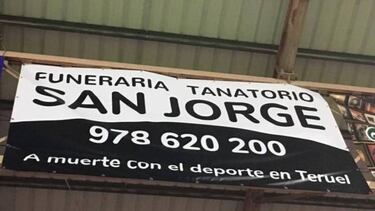 FUNERARIA TANATORIO
SAN JORGE
978 620 200
A muerte con el deporte en Teruel